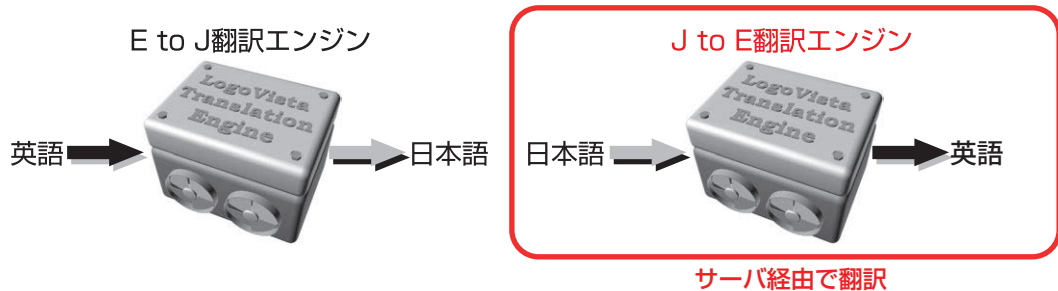 E to J翻訳エンジン
LogoVista
Translation
Engine
英語
日本語
J to E翻訳エンジン
LogoVista
Translation
Engine
日本語
英語
サーバ経由で翻訳